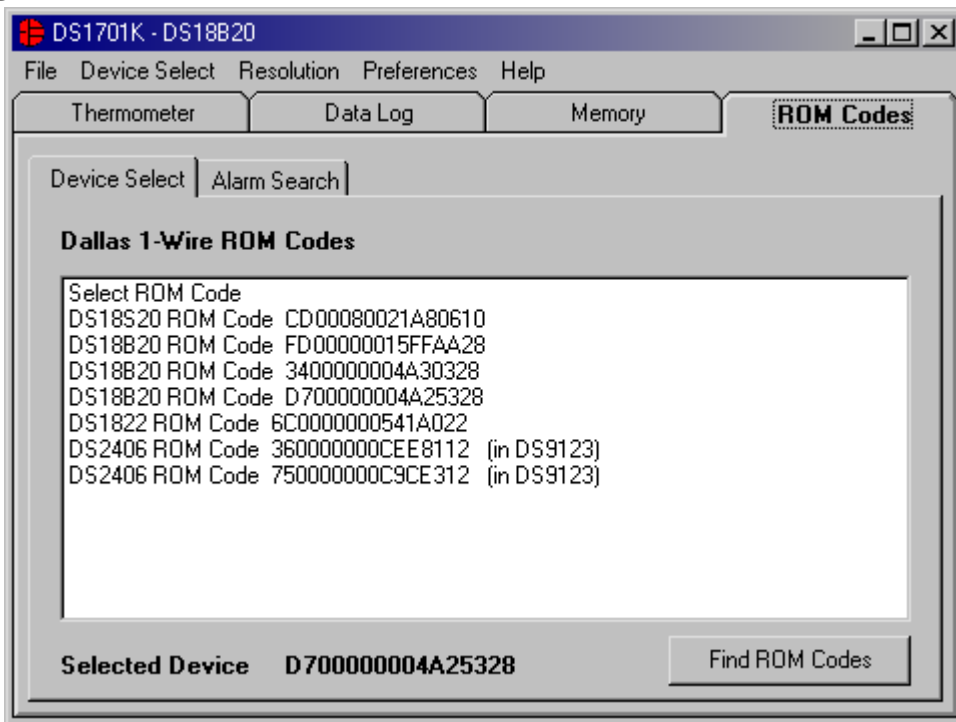 DS1701K - DS18B20
File Device Select Resolution Preferences Help
Thermometer Data Log Memory ROM Codes
Device Select Alarm Search
Dallas 1-Wire ROM Codes
Select ROM Code
DS18S20 ROM Code CD00080021A80610
DS18B20 ROM Code FD00000015FFAA28
DS18B20 ROM Code 3400000004A30328
DS18B20 ROM Code D700000004A25328
DS1822 ROM Code 6C0000000541A022
DS2406 ROM Code 360000000CEE8112 (in DS9123)
DS2406 ROM Code 750000000C9CE312 (in DS9123)
Selected Device D700000004A25328
Find ROM Codes